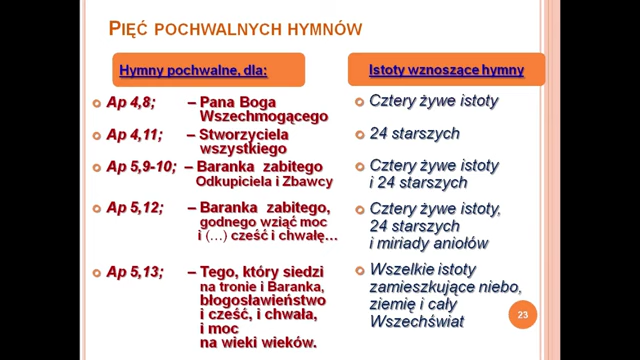 PIĘĆ POCHWALNYCH HYMNÓW
Hymny pochwalne, dla:
Ap 4,8; – Pana Boga
Wszechmogącego
Ap 4,11; – Stworzyciela
wszystkiego
Ap 5,9-10; – Baranka zabitego
Odkupiciela i Zbawcy
Ap 5,12; – Baranka zabitego,
godnego wziąć moc
i (…) cześć i chwałę…
Ap 5,13; – Tego, który siedzi
na tronie i Baranka,
błogosławieństwo
i cześć, i chwała,
i moc
na wieki wieków.
Istoty wznoszące hymny
Cztery żywe istoty
24 starszych
Cztery żywe istoty
i 24 starszych
Cztery żywe istoty,
24 starszych
i miriady aniołów
Wszelkie istoty
zamieszkujące niebo,
ziemię i cały
Wszechświat
23